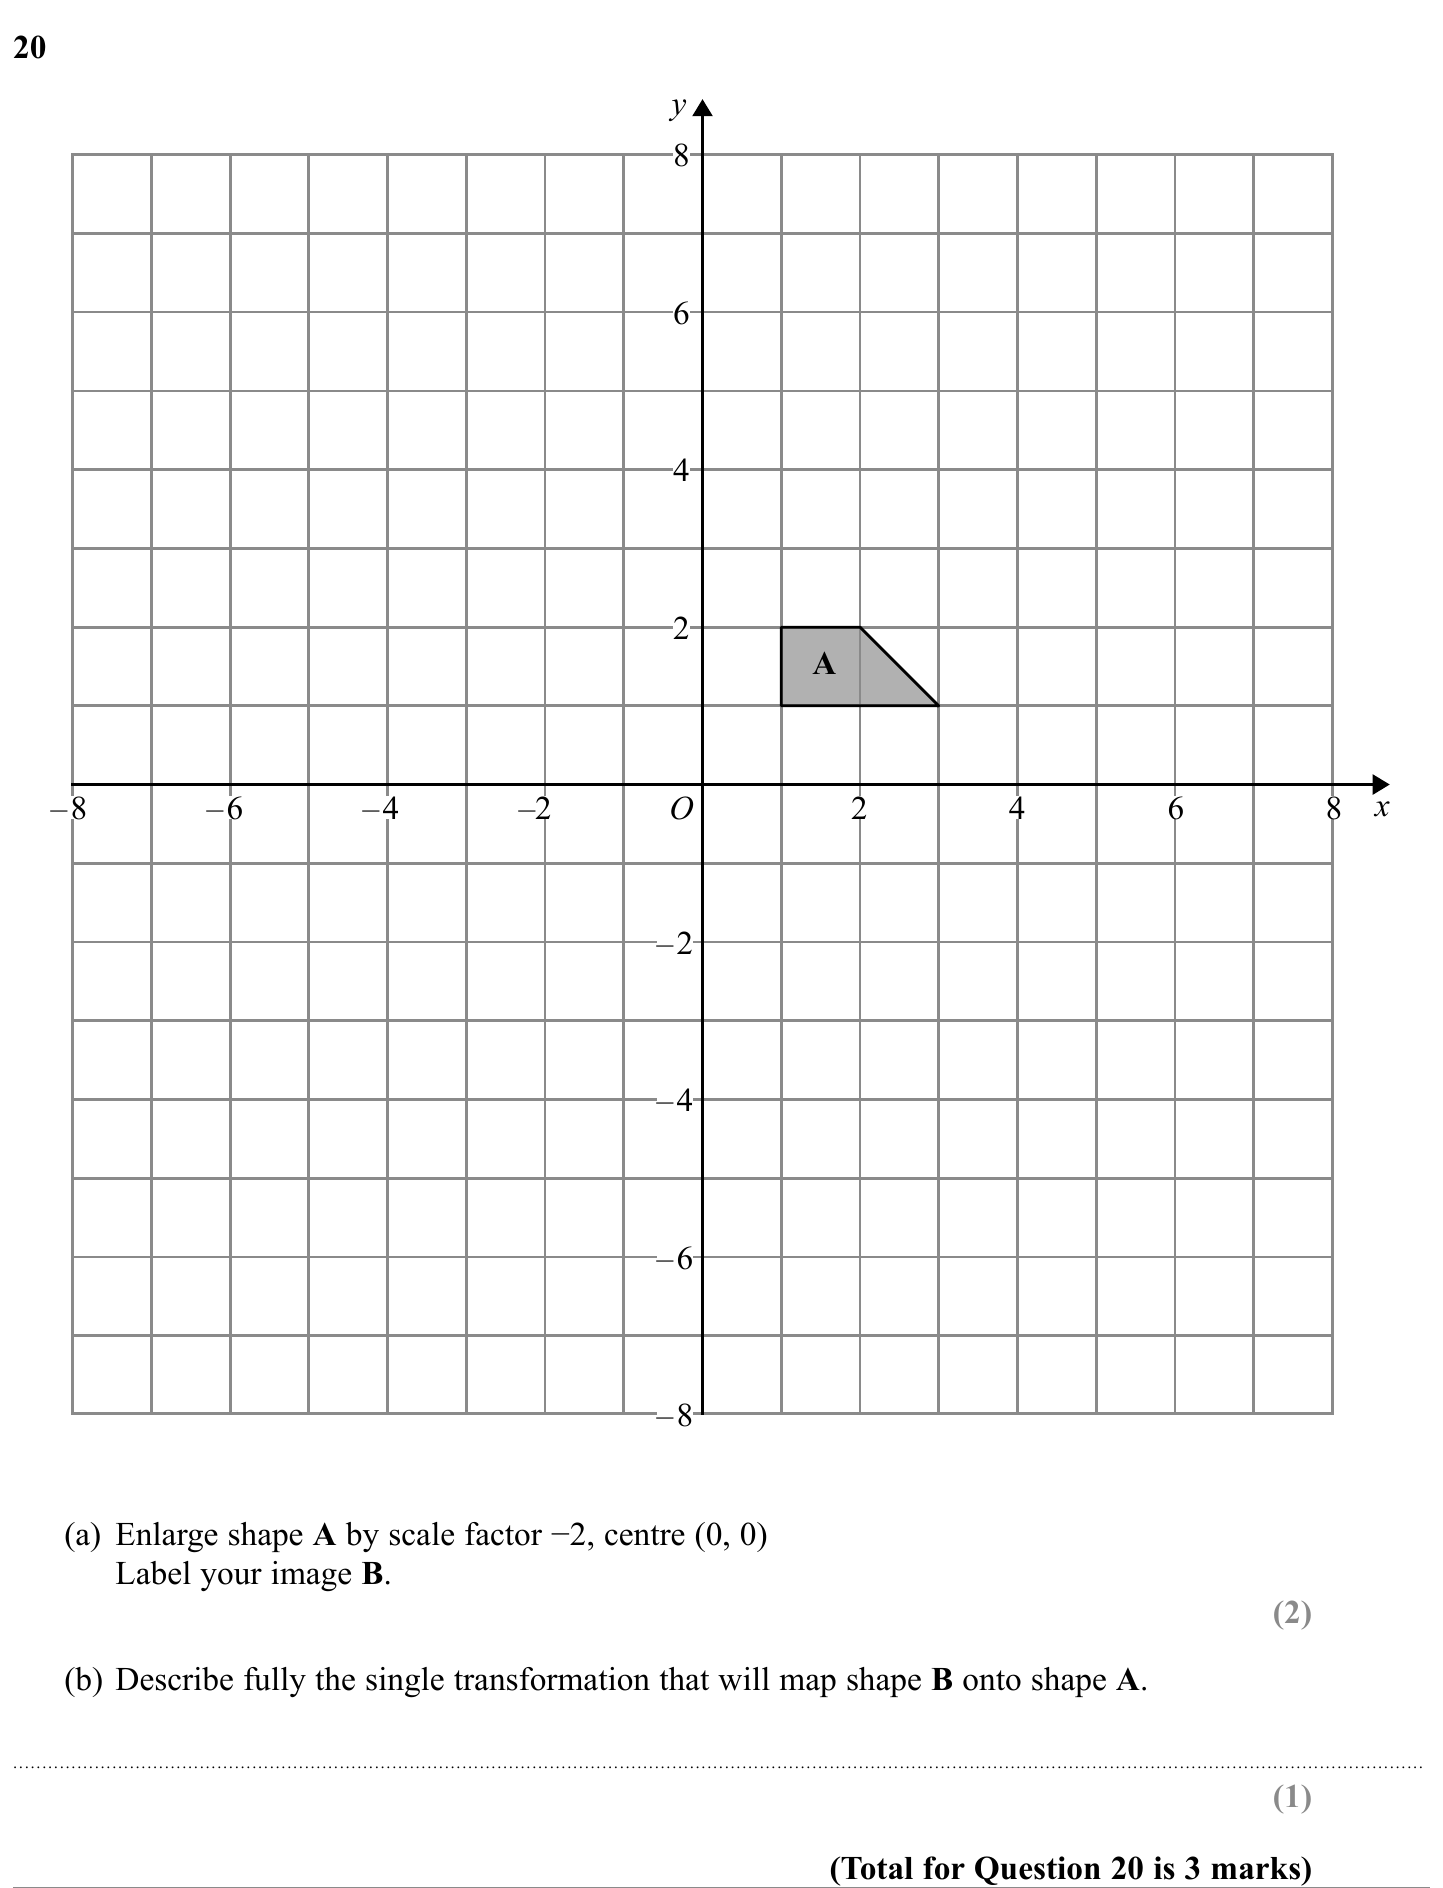 20
y
8
6
4
2
A
−8 −6 −4 −2 O 2 4 6 8 x
−2
−4
−6
−8
(a) Enlarge shape A by scale factor −2, centre (0, 0)
Label your image B.
(2)
(b) Describe fully the single transformation that will map shape B onto shape A.
(1)
(Total for Question 20 is 3 marks)